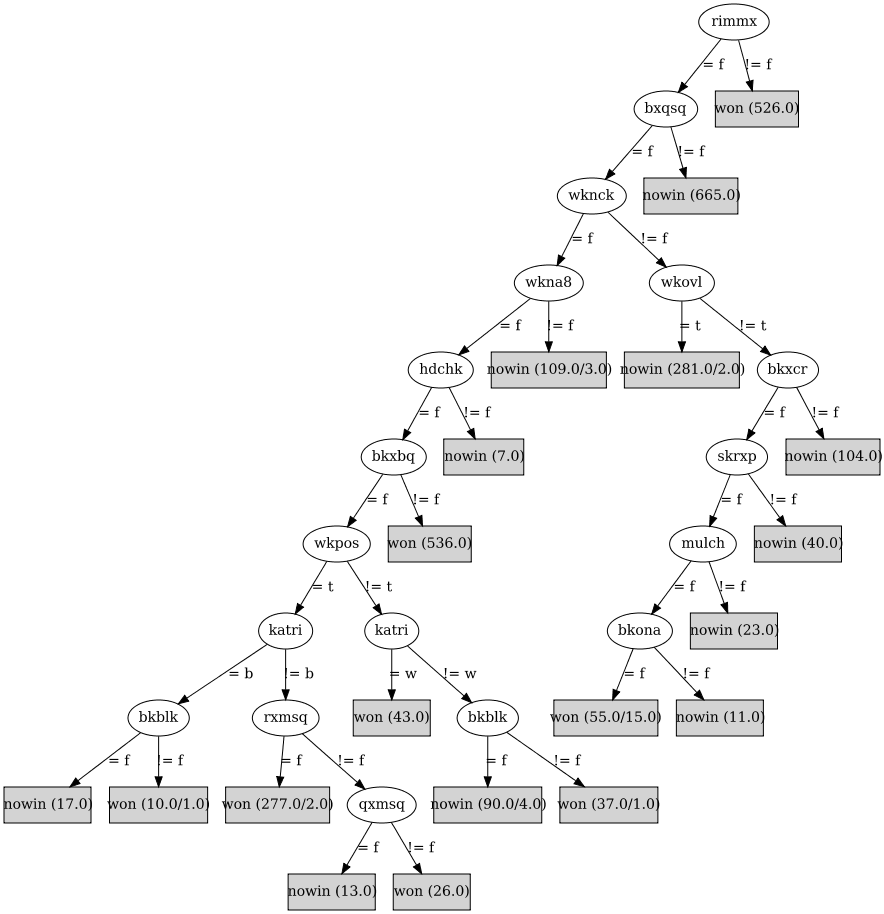 rimmx
= f != f
bxqsq won (526.0)
= f != f
wknck nowin (665.0)
= f != f
wkna8 wkovl
= f != f = t != t
hdchk nowin (109.0/3.0) nowin (281.0/2.0) bkxcr
= f != f = f != f
bkxbq nowin (7.0) skrxp nowin (104.0)
= f != f = f != f
wkpos won (536.0) mulch nowin (40.0)
= t != t = f != f
katri katri bkona nowin (23.0)
= b != b = w != w = f != f
bkblk rxmsq won (43.0) bkblk won (55.0/15.0) nowin (11.0)
= f != f = f != f = f != f
nowin (17.0) won (10.0/1.0) won (277.0/2.0) qxmsq nowin (90.0/4.0) won (37.0/1.0)
= f != f
nowin (13.0) won (26.0)